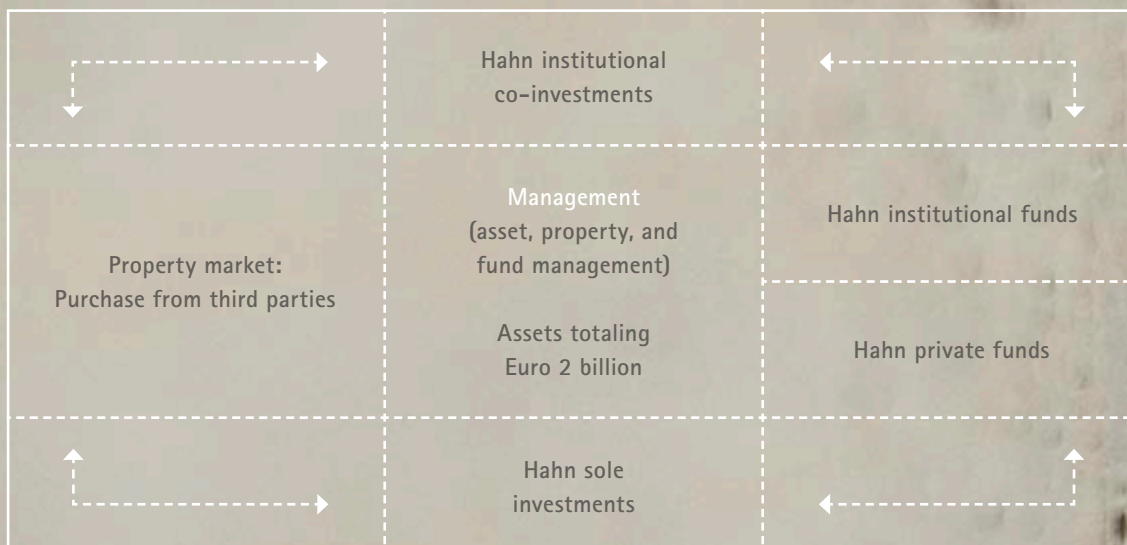 Hahn institutional
co-investments
Property market:
Purchase from third parties
Management
(asset, property, and
fund management)
Assets totaling
Euro 2 billion
Hahn institutional funds
Hahn private funds
Hahn sole
investments